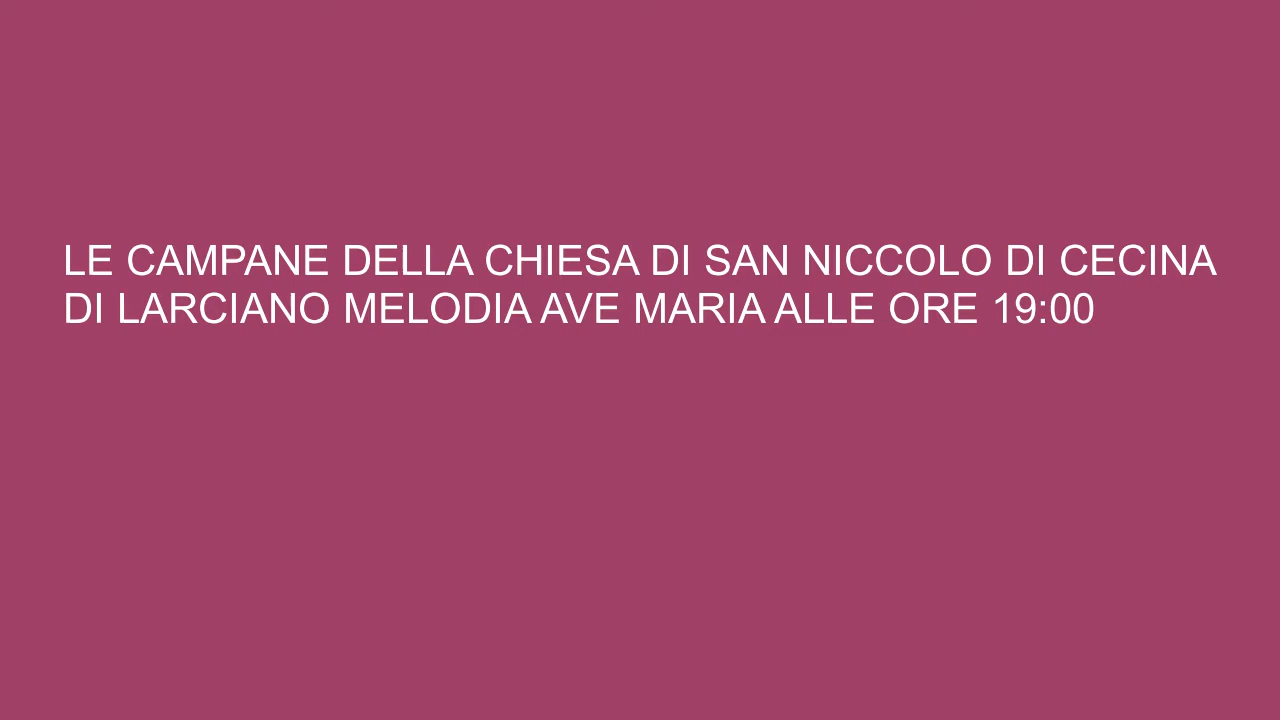 LE CAMPANE DELLA CHIESA DI SAN NICCOLO DI CECINA
DI LARCIANO MELODIA AVE MARIA ALLE ORE 19:00